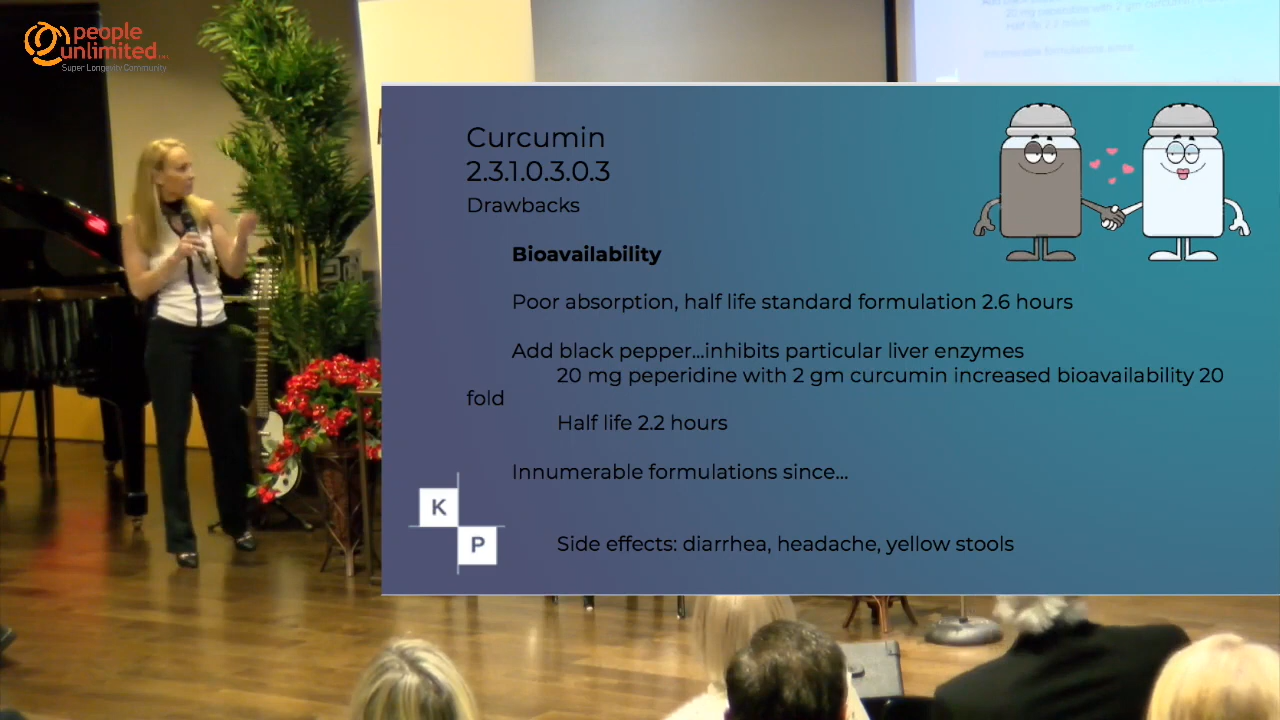 people
unlimited
Super Longevity Community
Curcumin
2.3.1.0.3.0.3
Drawbacks
Bioavailability
Poor absorption, half life standard formulation 2.6 hours
Add black pepper...inhibits particular liver enzymes
20 mg peperidine with 2 gm curcumin increased bioavailability 20
fold
Half life 2.2 hours
Innumerable formulations since...
K
P
Side effects: diarrhea, headache, yellow stools